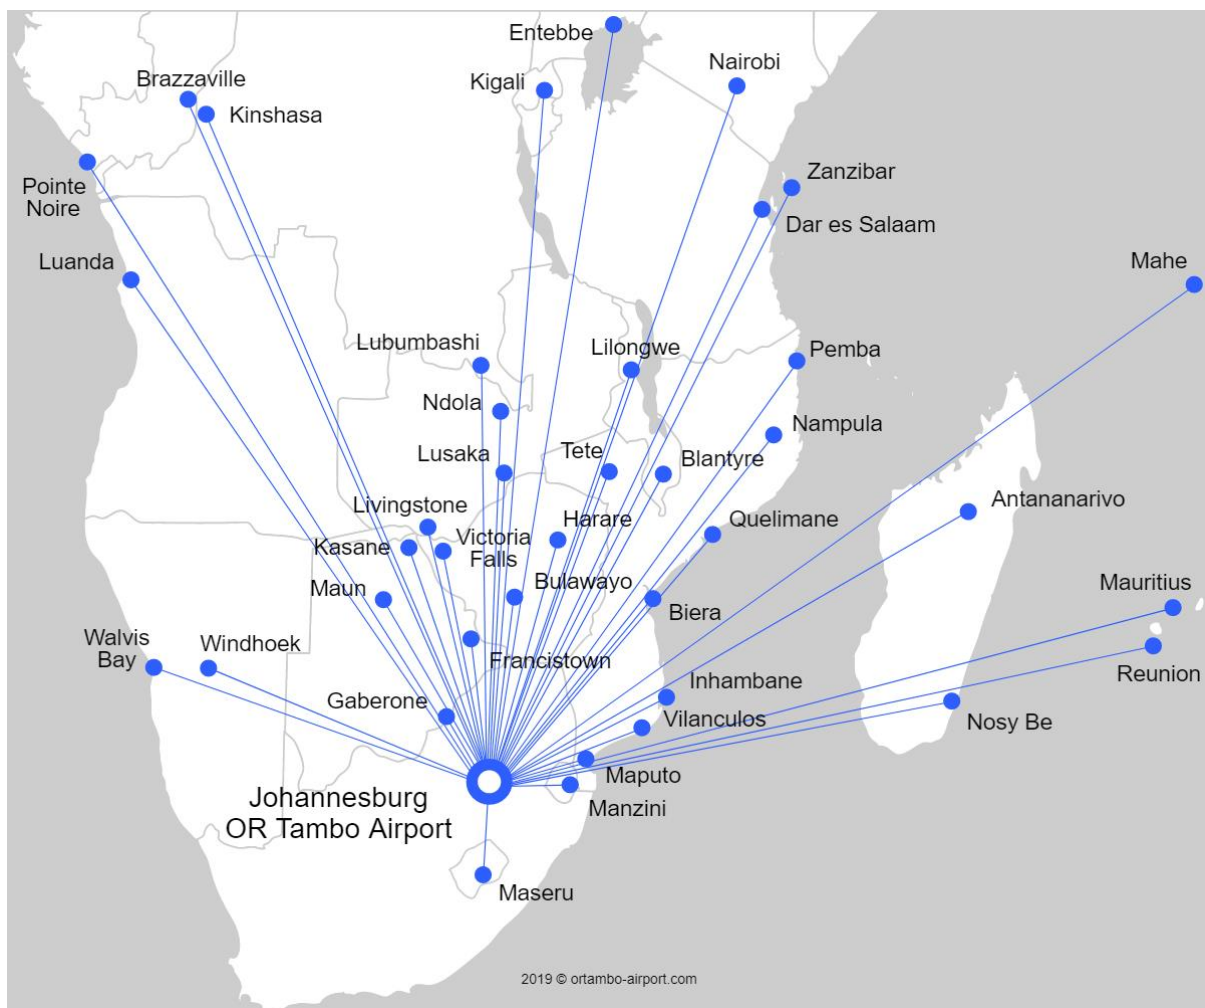 Entebbe
Brazzaville
Kigali
Nairobi
Kinshasa
Zanzibar
Pointe
Noire
Dar es Salaam
Luanda
Mahe
Lubumbashi
Lilongwe
Pemba
Ndola
Nampula
Lusaka
Tete
Blantyre
Antananarivo
Livingstone
Harare
Quelimane
Kasane
Victoria
Falls
Maun
Bulawayo
Mauritius
Biera
Walvis
Bay
Windhoek
Francistown
Reunion
Inhambane
Gaberone
Vilanculos
Nosy Be
Maputo
Manzini
Johannesburg
OR Tambo Airport
Maseru
2019 © ortambo-airport.com